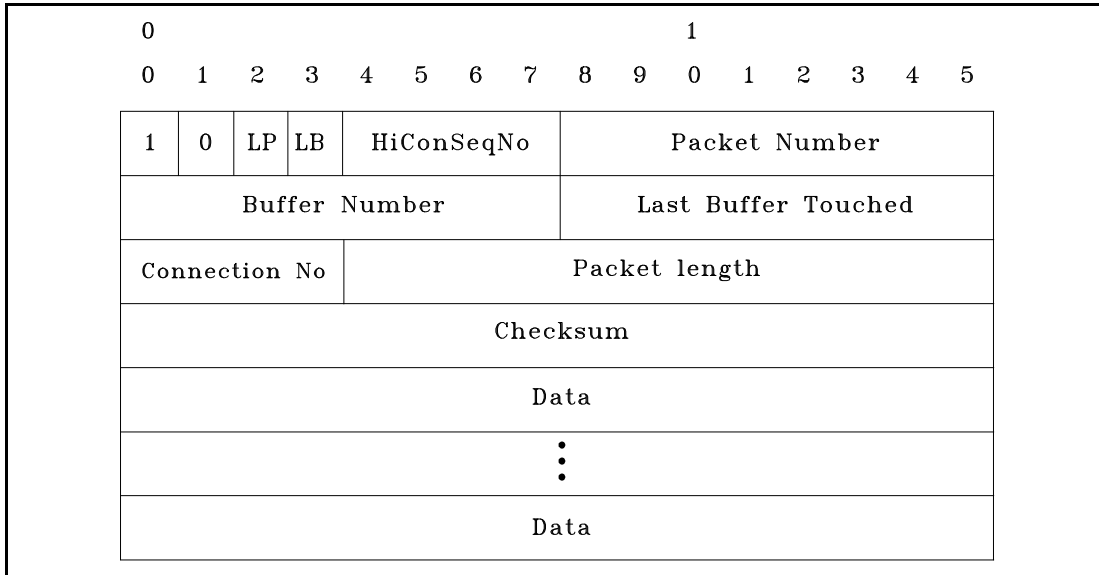 0 1
0 1 2 3 4 5 6 7 8 9 0 1 2 3 4 5
1 0 LP LB HiConSeqNo Packet Number
Buffer Number Last Buffer Touched
Connection No Packet length
Checksum
Data
Data